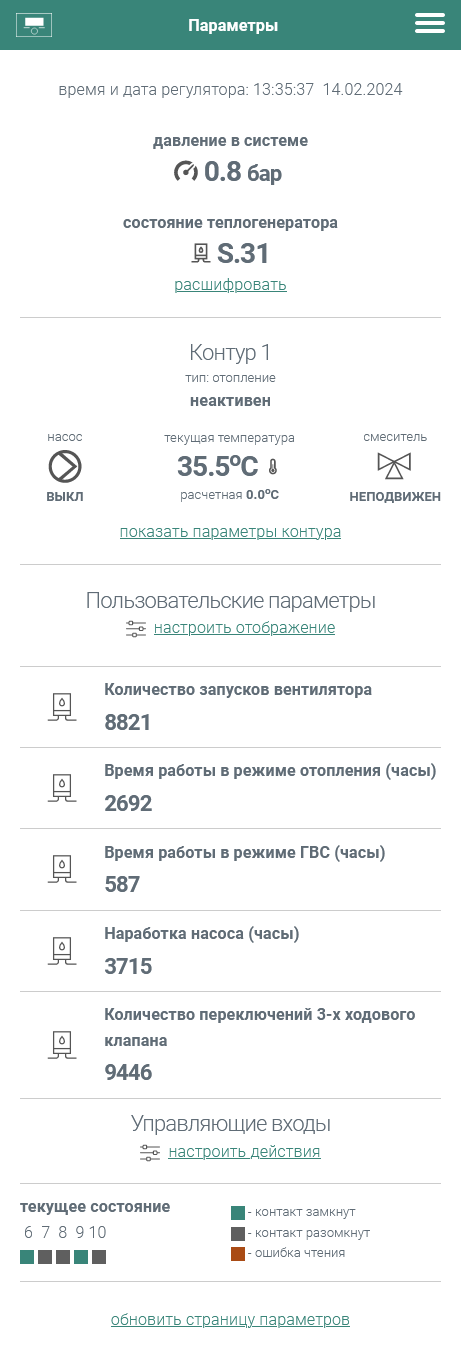 Параметры
время и дата регулятора: 13:35:37 14.02.2024
давление в системе
0.8 бар
состояние теплогенератора
S.31
расшифровать
Контур 1
тип: отопление
неактивен
насос
ВЫКЛ
текущая температура
35.5ºC
расчетная 0.0ºC
смеситель
НЕПОДВИЖЕН
показать параметры контура
Пользовательские параметры
настроить отображение
Количество запусков вентилятора
8821
Время работы в режиме отопления (часы)
2692
Время работы в режиме ГВС (часы)
587
Наработка насоса (часы)
3715
Количество переключений 3-х ходового
клапана
9446
Управляющие входы
настроить действия
текущее состояние
6 7 8 9 10
- контакт замкнут
- контакт разомкнут
- ошибка чтения
обновить страницу параметров